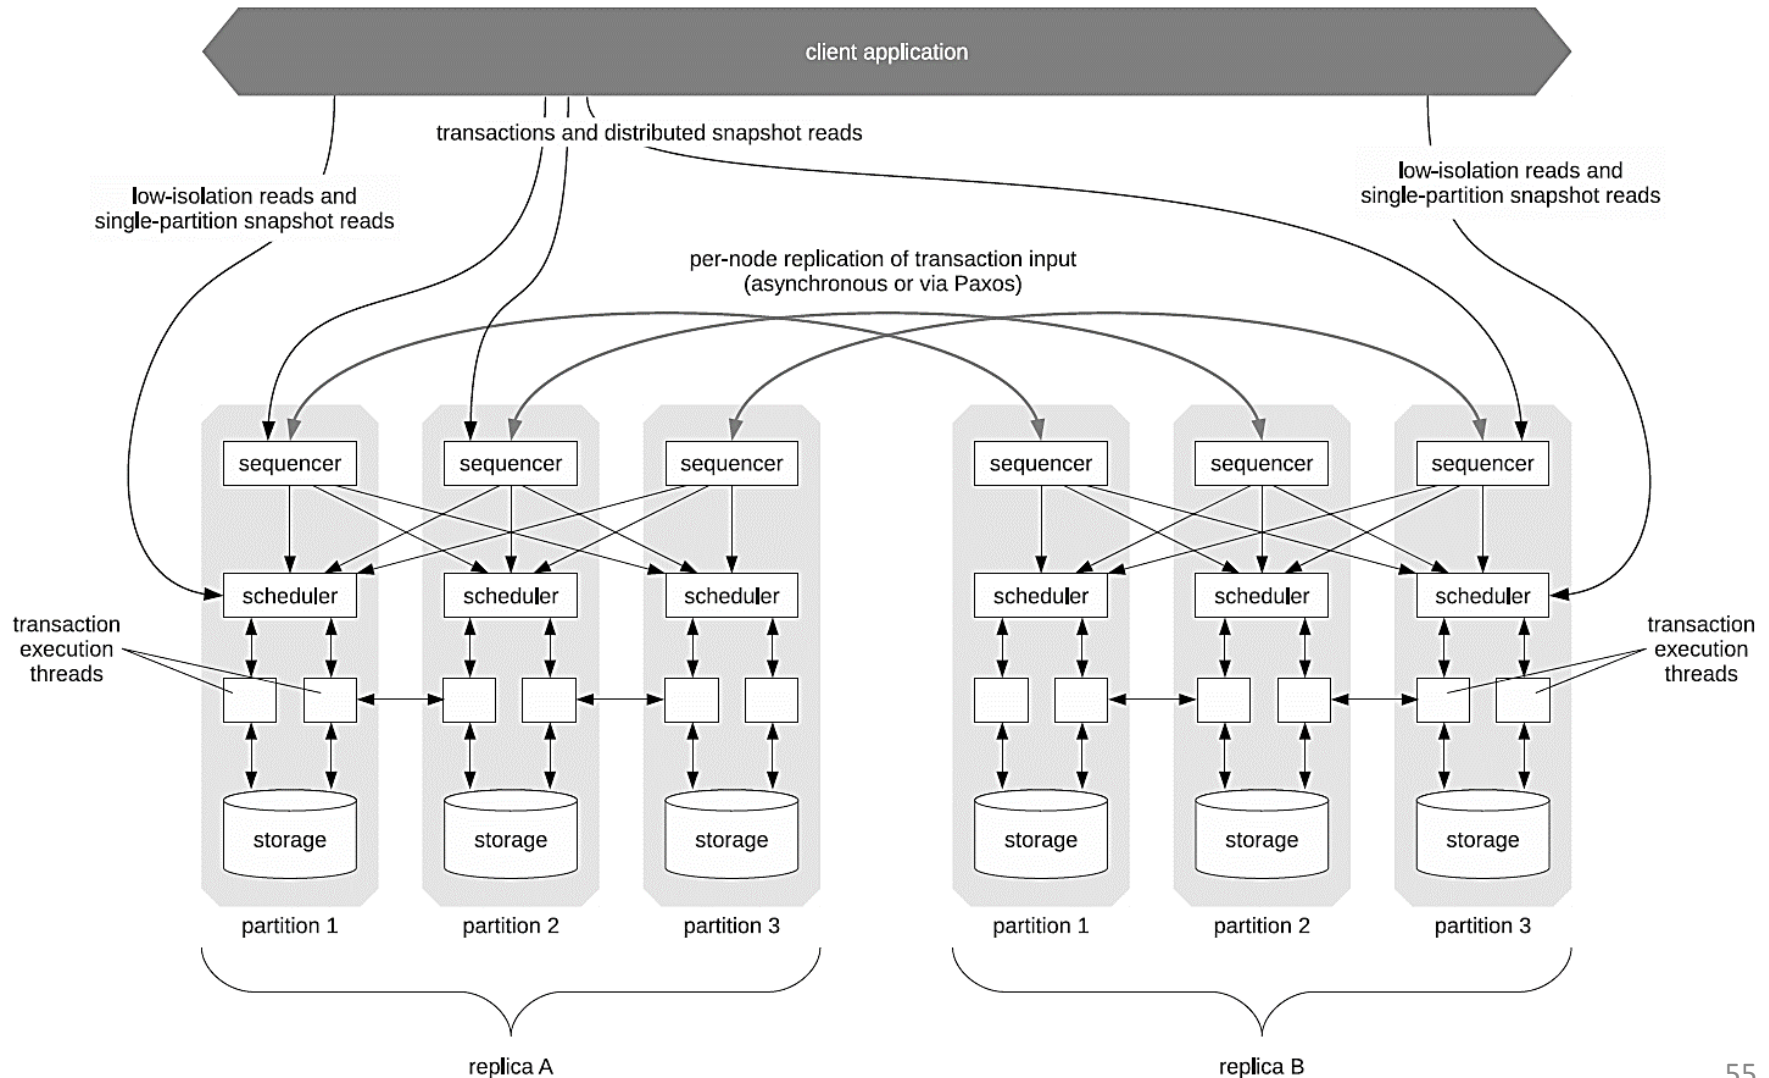 client application
transactions and distributed snapshot reads
low-isolation reads and
single-partition snapshot reads
low-isolation reads and
single-partition snapshot reads
per-node replication of transaction input
(asynchronous or via Paxos)
sequencer
sequencer
sequencer
sequencer
sequencer
sequencer
scheduler
scheduler
scheduler
scheduler
scheduler
scheduler
transaction
execution
threads
transaction
execution
threads
storage
storage
storage
storage
storage
storage
partition 1
partition 2
partition 3
partition 1
partition 2
partition 3
replica A
replica B
55